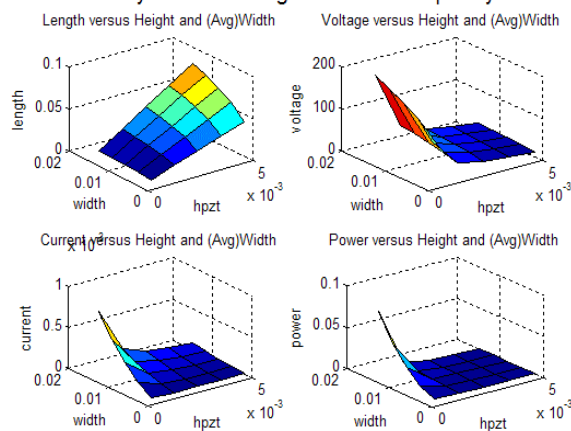 Length versus Height and (Avg)Width
0.1
0.05
0
0.02
0.01
0
0
5
x 10⁻³
length
width
hpzt
Voltage versus Height and (Avg)Width
200
100
0
0.02
0.01
0
0
5
x 10⁻³
voltage
width
hpzt
Current versus Height and (Avg)Width
1
0.5
0
0.02
0.01
0
0
5
x 10⁻³
current
width
hpzt
Power versus Height and (Avg)Width
0.1
0.05
0
0.02
0.01
0
0
5
x 10⁻³
power
width
hpzt